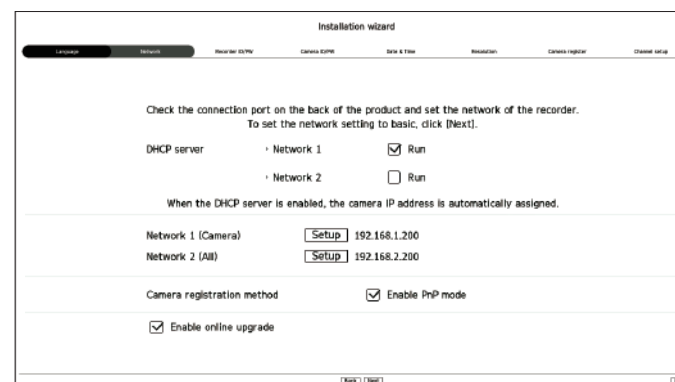 Installation wizard
Language Network Recorder ID/PW Camera ID/PW Date & Time Resolution Camera register Channel setup
Check the connection port on the back of the product and set the network of the recorder.
To set the network setting to basic, click [Next].
DHCP server Network 1 Run
Network 2 Run
When the DHCP server is enabled, the camera IP address is automatically assigned.
Network 1 (Camera) Setup 192.168.1.200
Network 2 (All) Setup 192.168.2.200
Camera registration method Enable PnP mode
Enable online upgrade
Back Next